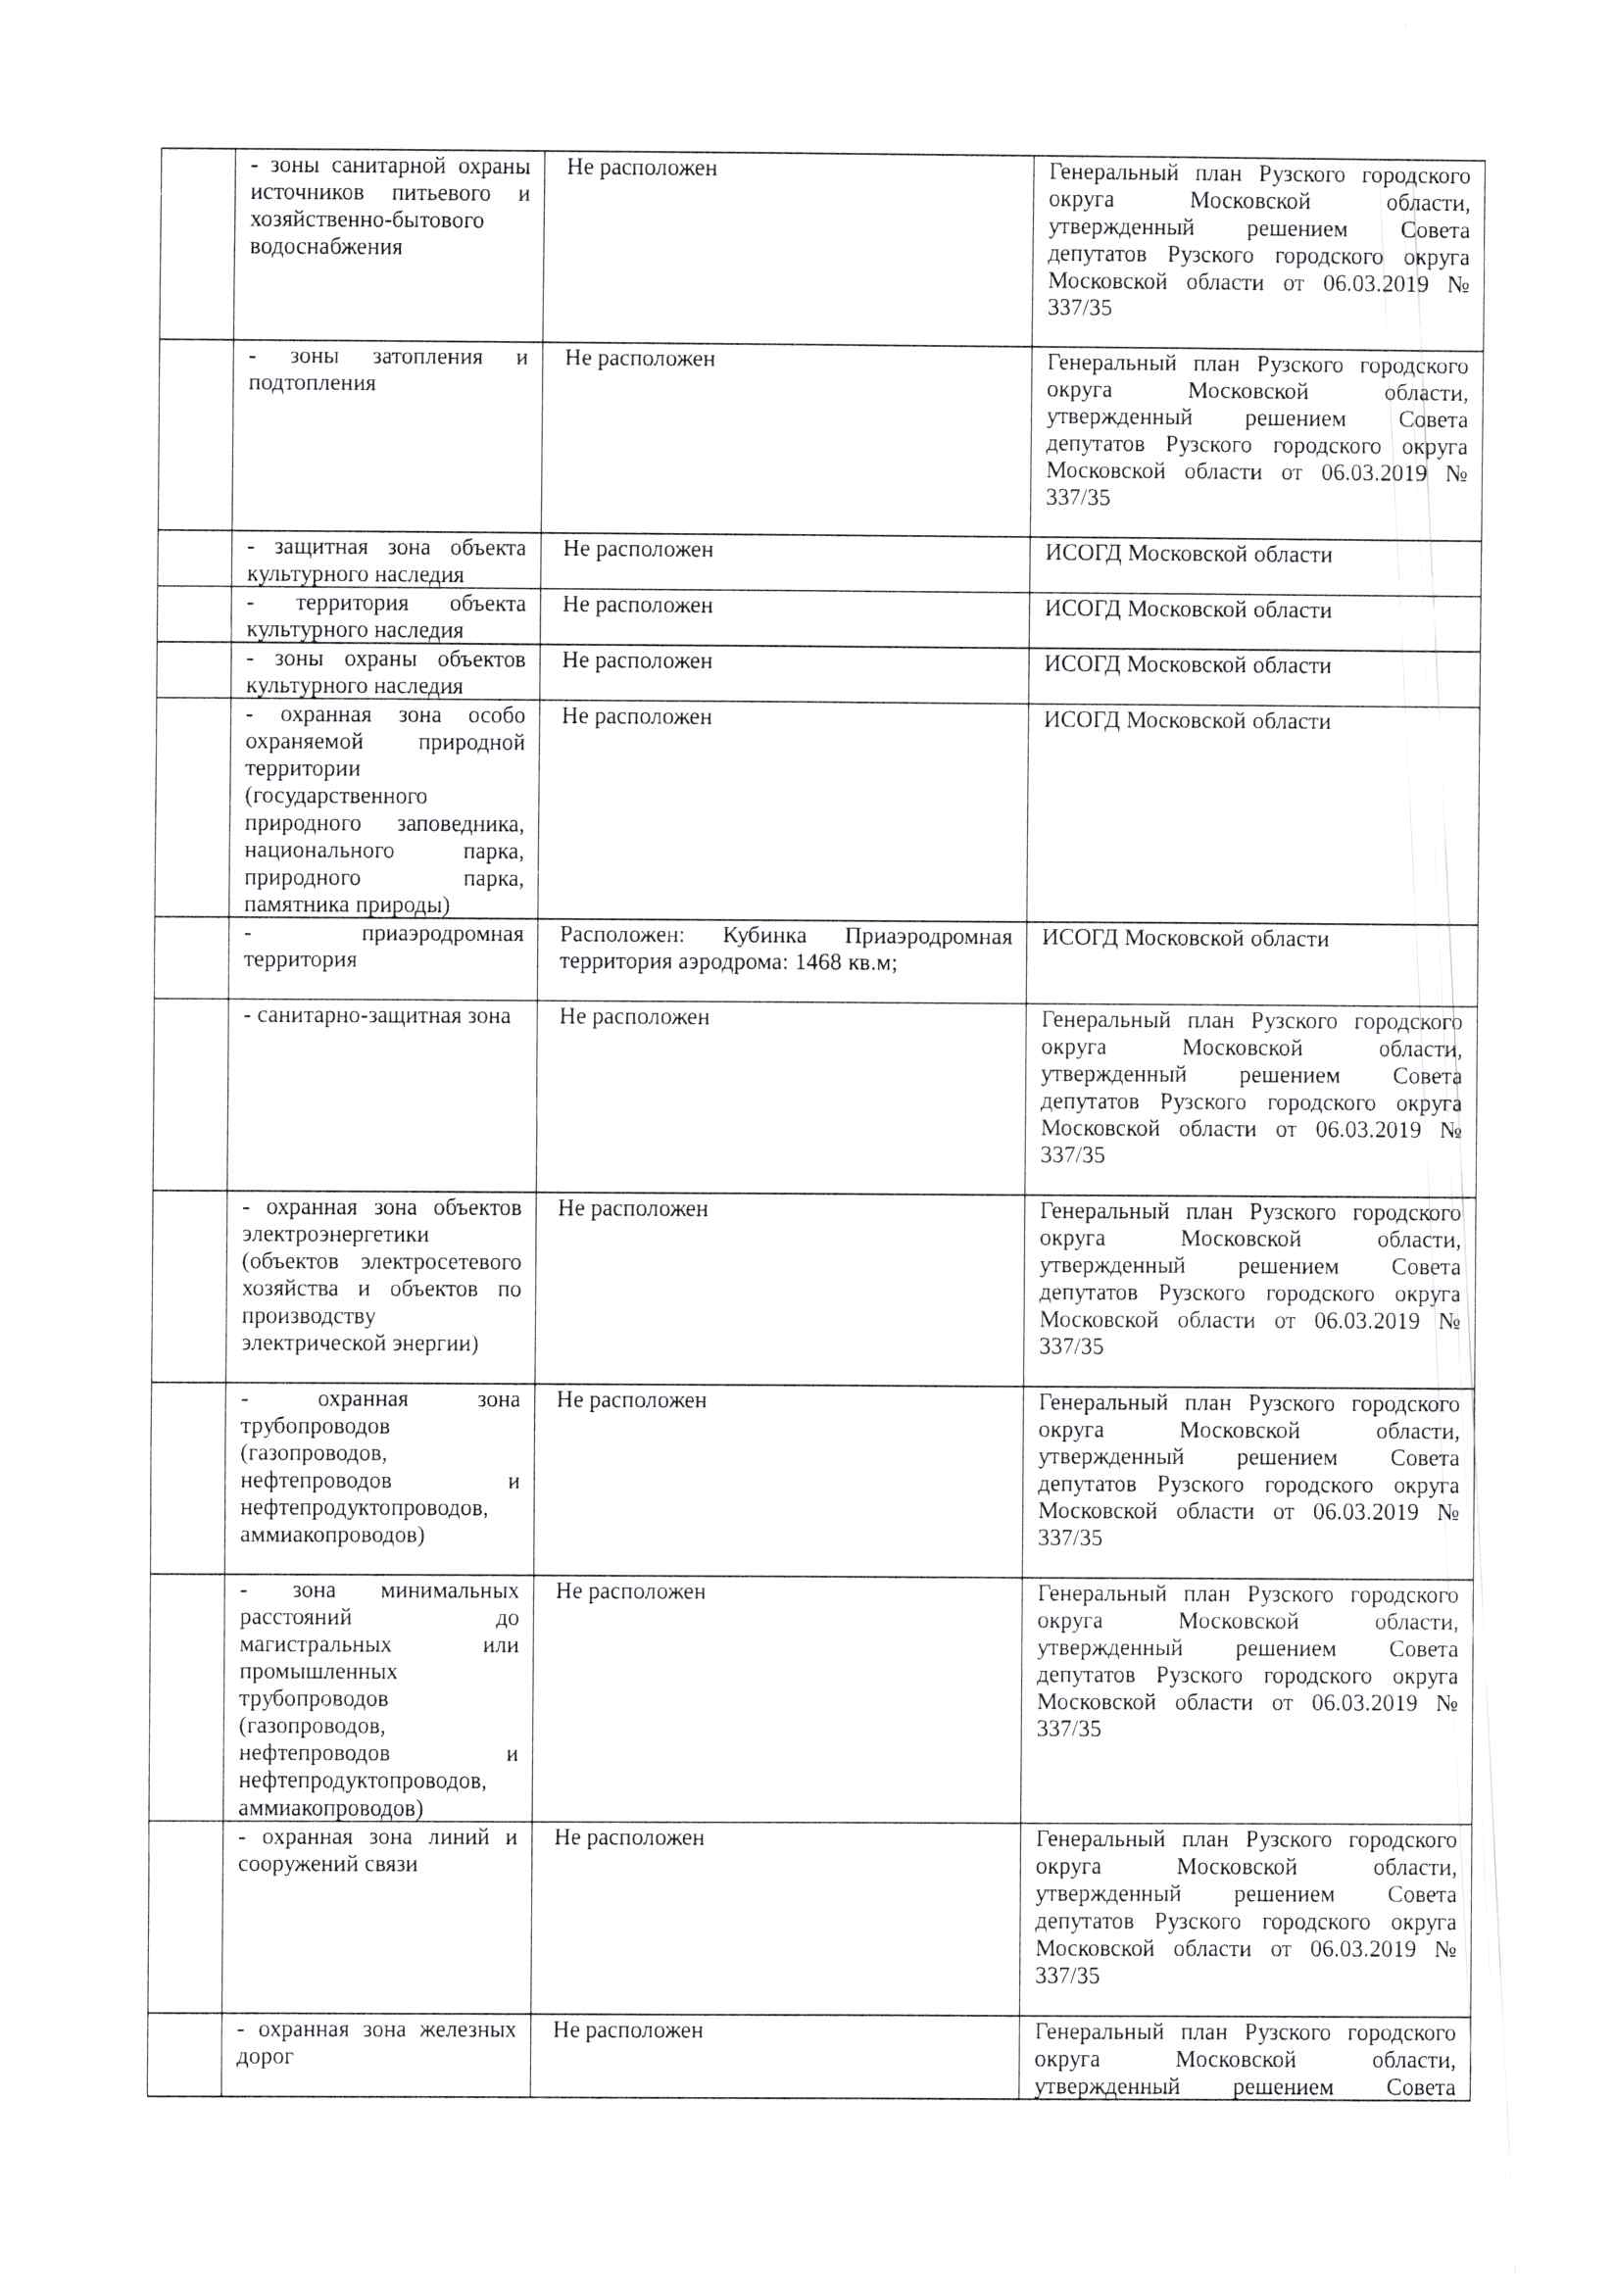 - зоны санитарной охраны
источников питьевого и
хозяйственно-бытового
водоснабжения
Не расположен
Генеральный план Рузского городского
округа Московской области,
утвержденный решением Совета
депутатов Рузского городского округа
Московской области от 06.03.2019 №
337/35
- зоны затопления и
подтопления
Не расположен
Генеральный план Рузского городского
округа Московской области,
утвержденный решением Совета
депутатов Рузского городского округа
Московской области от 06.03.2019 №
337/35
- защитная зона объекта
культурного наследия
Не расположен
ИСОГД Московской области
- территория объекта
культурного наследия
Не расположен
ИСОГД Московской области
- зоны охраны объектов
культурного наследия
Не расположен
ИСОГД Московской области
- охранная зона особо
охраняемой природной
территории
(государственного
природного заповедника,
национального парка,
природного парка,
памятника природы)
Не расположен
ИСОГД Московской области
- приаэродромная
территория
Расположен: Кубинка Приаэродромная
территория аэродрома: 1468 кв.м;
ИСОГД Московской области
- санитарно-защитная зона
Не расположен
Генеральный план Рузского городского
округа Московской области,
утвержденный решением Совета
депутатов Рузского городского округа
Московской области от 06.03.2019 №
337/35
- охранная зона объектов
электроэнергетики
(объектов электросетевого
хозяйства и объектов по
производству
электрической энергии)
Не расположен
Генеральный план Рузского городского
округа Московской области,
утвержденный решением Совета
депутатов Рузского городского округа
Московской области от 06.03.2019 №
337/35
- охранная зона
трубопроводов
(газопроводов,
нефтепроводов и
нефтепродуктопроводов,
аммиакопроводов)
Не расположен
Генеральный план Рузского городского
округа Московской области,
утвержденный решением Совета
депутатов Рузского городского округа
Московской области от 06.03.2019 №
337/35
- зона минимальных
расстояний до
магистральных или
промышленных
трубопроводов
(газопроводов,
нефтепроводов и
нефтепродуктопроводов,
аммиакопроводов)
Не расположен
Генеральный план Рузского городского
округа Московской области,
утвержденный решением Совета
депутатов Рузского городского округа
Московской области от 06.03.2019 №
337/35
- охранная зона линий и
сооружений связи
Не расположен
Генеральный план Рузского городского
округа Московской области,
утвержденный решением Совета
депутатов Рузского городского округа
Московской области от 06.03.2019 №
337/35
- охранная зона железных
дорог
Не расположен
Генеральный план Рузского городского
округа Московской области,
утвержденный решением Совета